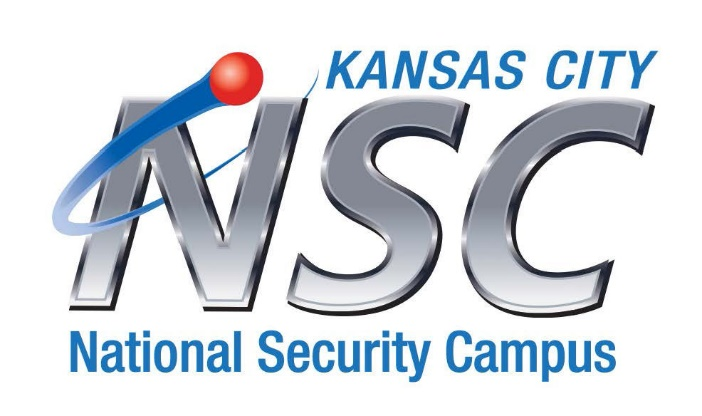 KANSAS CITY
NSC
National Security Campus